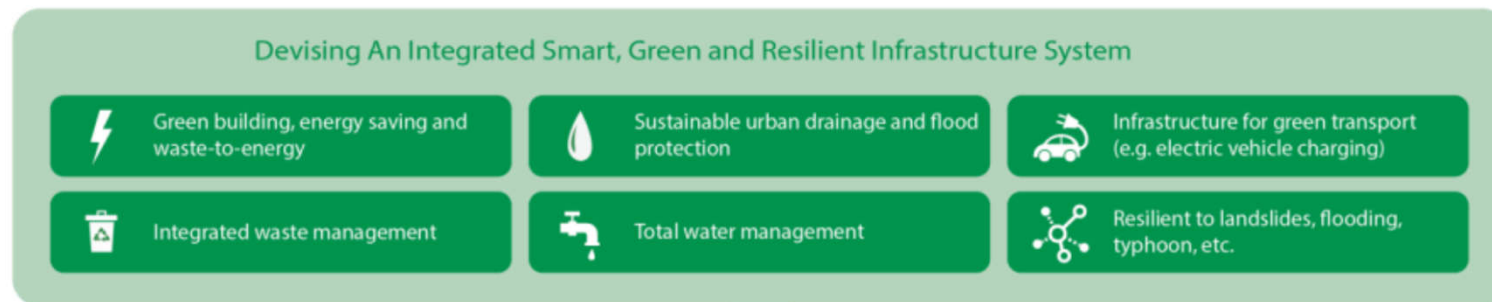 Devising An Integrated Smart, Green and Resilient Infrastructure System
Green building, energy saving and
waste-to-energy
Sustainable urban drainage and flood
protection
Infrastructure for green transport
(e.g. electric vehicle charging)
Integrated waste management
Total water management
Resilient to landslides, flooding,
typhoon, etc.